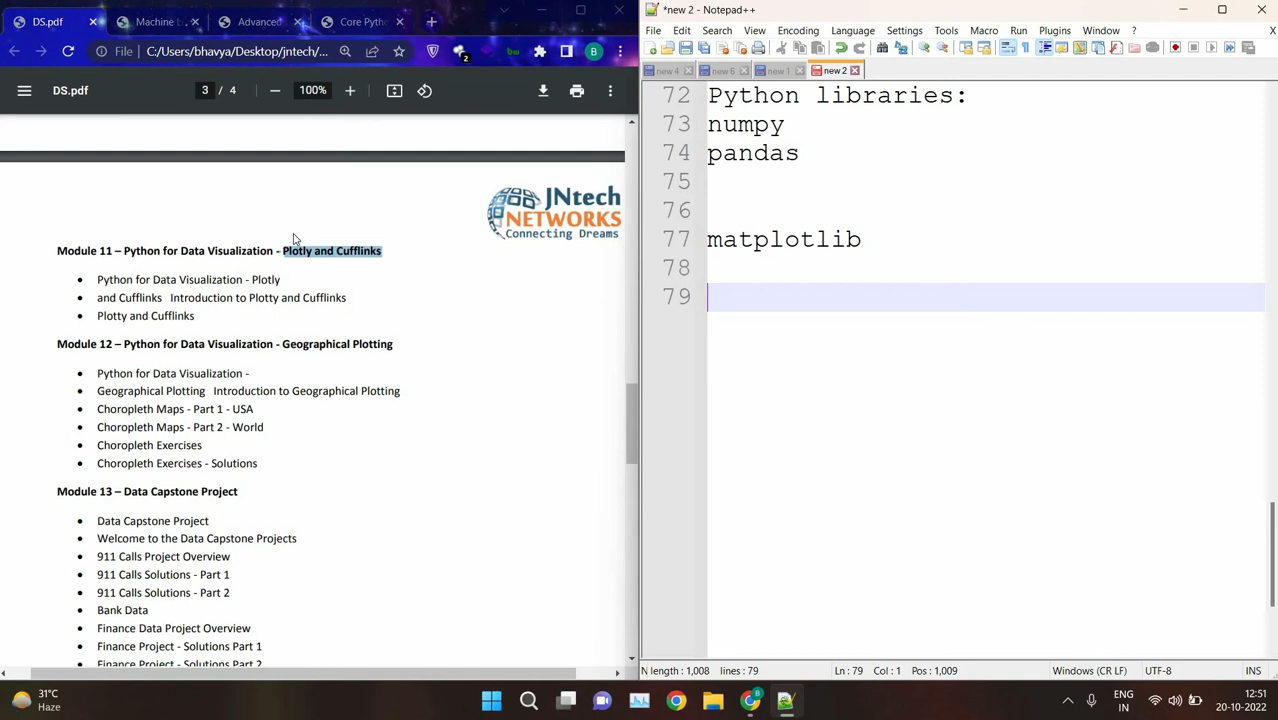 DS.pdf
Machine
Advanced
Core Pytho
*new 2 - Notepad++
File C:/Users/bhavya/Desktop/jntech/...
2
B
File Edit Search View Encoding Language Settings Tools Macro Run Plugins Window ?
new 4 new 6 new 1 new 2
DS.pdf 3 / 4 100%
JNtech
NETWORKS
Connecting Dreams
Module 11 – Python for Data Visualization - Plotly and Cufflinks
• Python for Data Visualization - Plotly
• and Cufflinks Introduction to Plotty and Cufflinks
• Plotty and Cufflinks
Module 12 – Python for Data Visualization - Geographical Plotting
• Python for Data Visualization -
• Geographical Plotting Introduction to Geographical Plotting
• Choropleth Maps - Part 1 - USA
• Choropleth Maps - Part 2 - World
• Choropleth Exercises
• Choropleth Exercises - Solutions
Module 13 – Data Capstone Project
• Data Capstone Project
• Welcome to the Data Capstone Projects
• 911 Calls Project Overview
• 911 Calls Solutions - Part 1
• 911 Calls Solutions - Part 2
• Bank Data
• Finance Data Project Overview
• Finance Project - Solutions Part 1
Finance Project - Solutions Part 2
72 Python libraries:
73 numpy
74 pandas
75
76
77 matplotlib
78
79
N length : 1,008 lines : 79 Ln : 79 Col : 1 Pos : 1,009 Windows (CR LF) UTF-8 INS
31°C
Haze
B
ENG
IN
12:51
20-10-2022